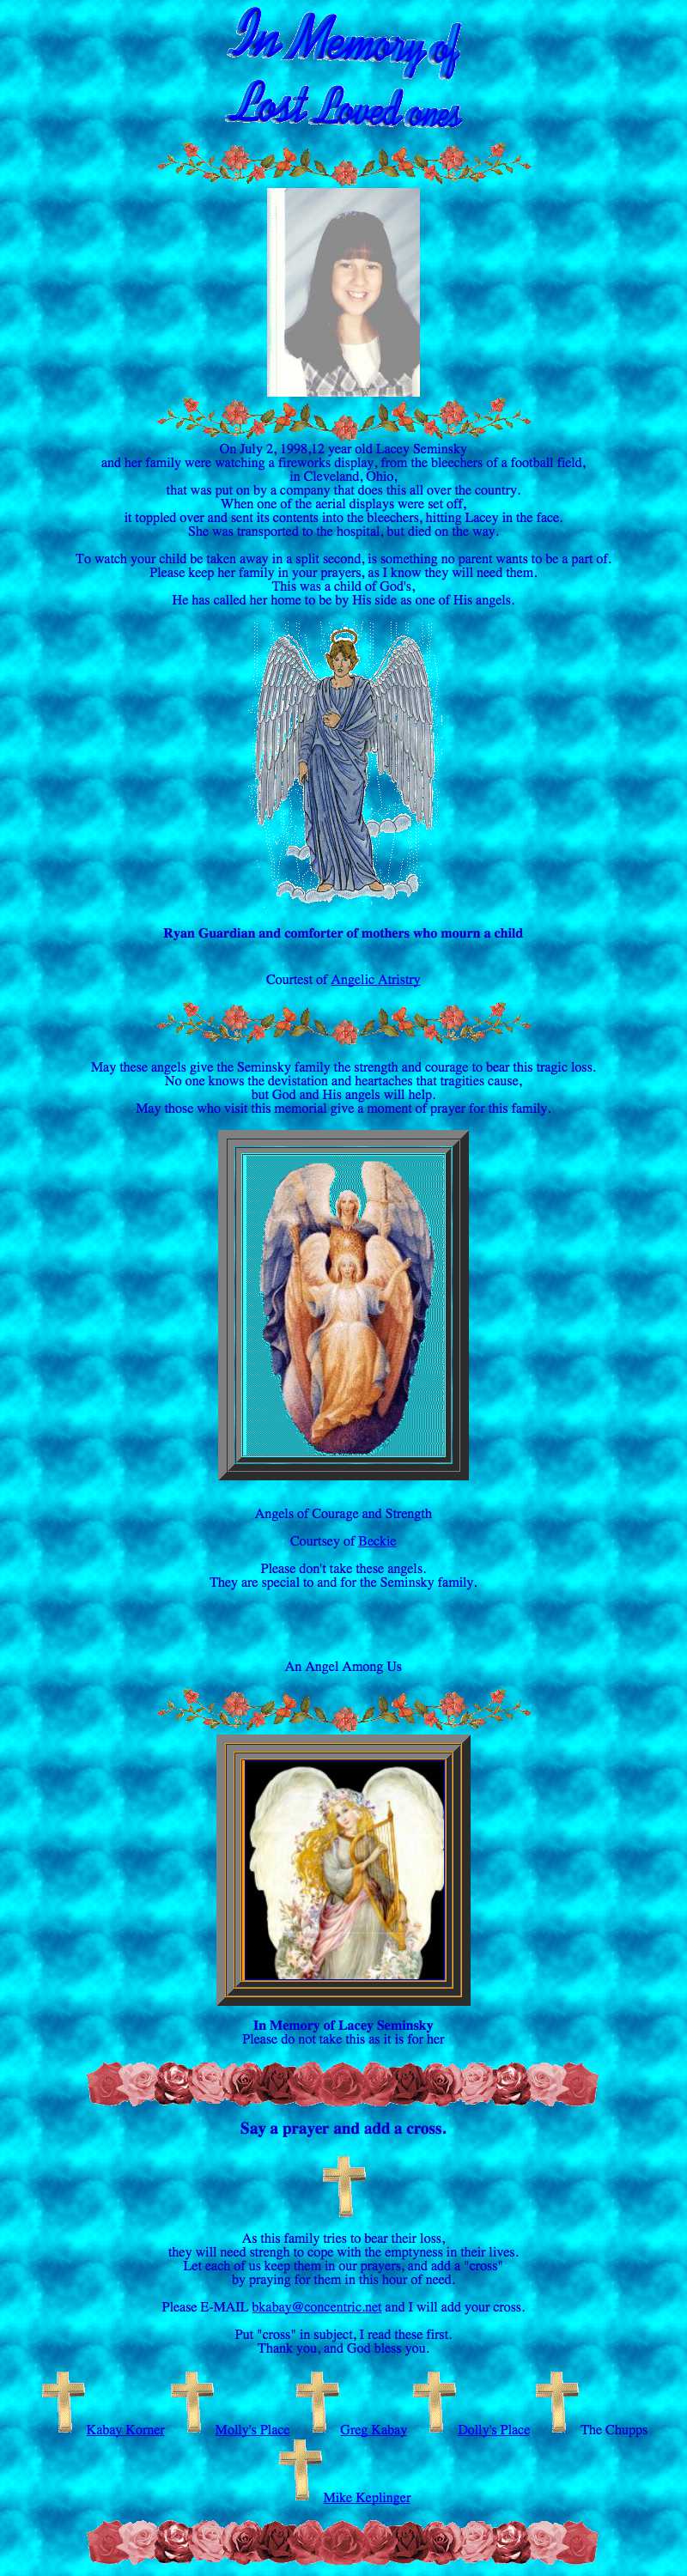 In Memory of
Lost Loved ones
On July 2, 1998,12 year old Lacey Seminsky
and her family were watching a fireworks display, from the bleechers of a football field,
in Cleveland, Ohio,
that was put on by a company that does this all over the country.
When one of the aerial displays were set off,
it toppled over and sent its contents into the bleechers, hitting Lacey in the face.
She was transported to the hospital, but died on the way.
To watch your child be taken away in a split second, is something no parent wants to be a part of.
Please keep her family in your prayers, as I know they will need them.
This was a child of God's,
He has called her home to be by His side as one of His angels.
Ryan Guardian and comforter of mothers who mourn a child
Courtest of Angelic Atristry
May these angels give the Seminsky family the strength and courage to bear this tragic loss.
No one knows the devistation and heartaches that tragities cause,
but God and His angels will help.
May those who visit this memorial give a moment of prayer for this family.
Angels of Courage and Strength
Courtsey of Beckie
Please don't take these angels.
They are special to and for the Seminsky family.
An Angel Among Us
In Memory of Lacey Seminsky
Please do not take this as it is for her
Say a prayer and add a cross.
As this family tries to bear their loss,
they will need strengh to cope with the emptyness in their lives.
Let each of us keep them in our prayers, and add a "cross"
by praying for them in this hour of need.
Please E-MAIL bkabay@concentric.net and I will add your cross.
Put "cross" in subject, I read these first.
Thank you, and God bless you.
Kabay Korner Molly's Place Greg Kabay Dolly's Place The Chupps
Mike Keplinger